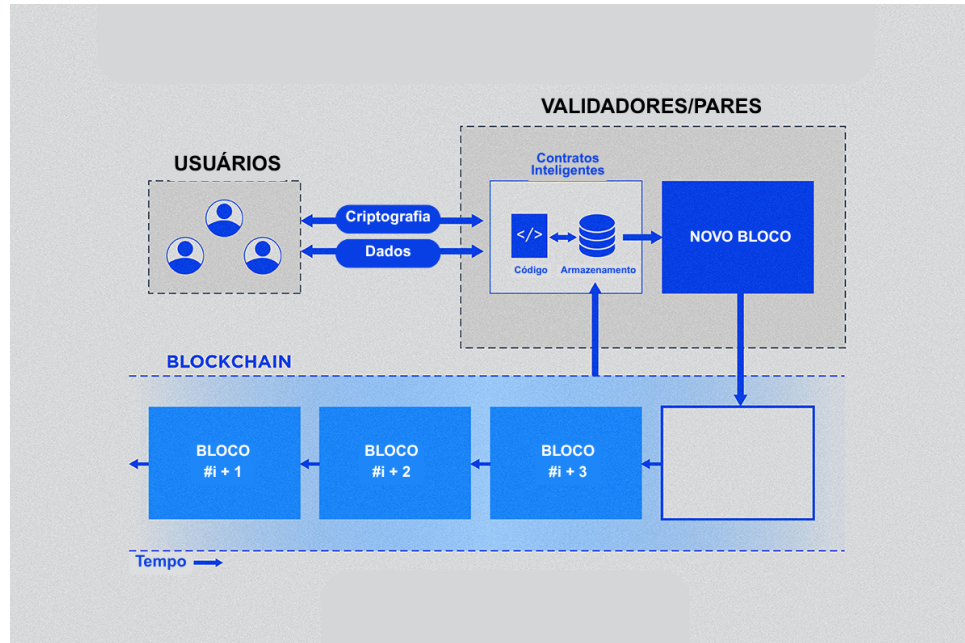 VALIDADORES/PARES
USUÁRIOS
Contratos
Inteligentes
Criptografia
Dados
</>
Código
Armazenamento
NOVO BLOCO
BLOCKCHAIN
BLOCO
#i + 1
BLOCO
#i + 2
BLOCO
#i + 3
Tempo